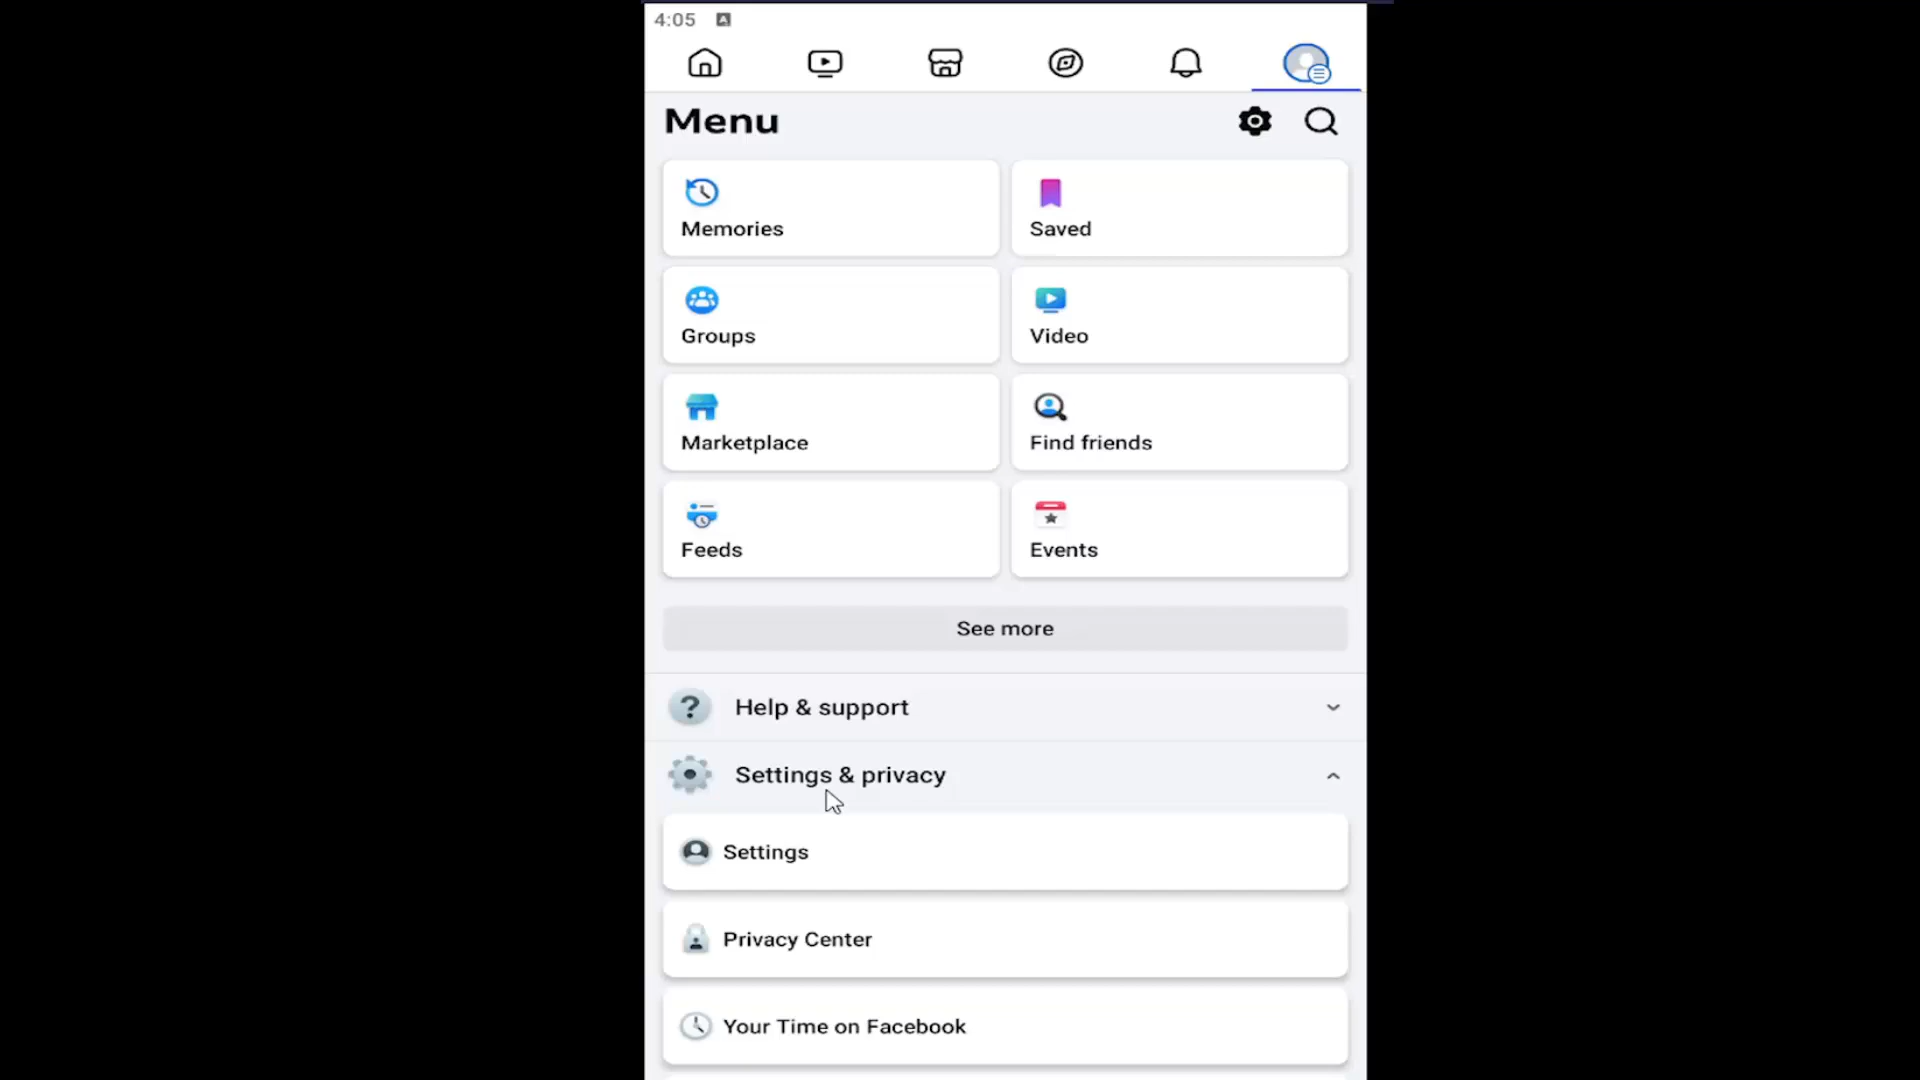 4:05
Menu
Memories
Saved
Groups
Video
Marketplace
Find friends
Feeds
Events
See more
Help & support
Settings & privacy
Settings
Privacy Center
Your Time on Facebook